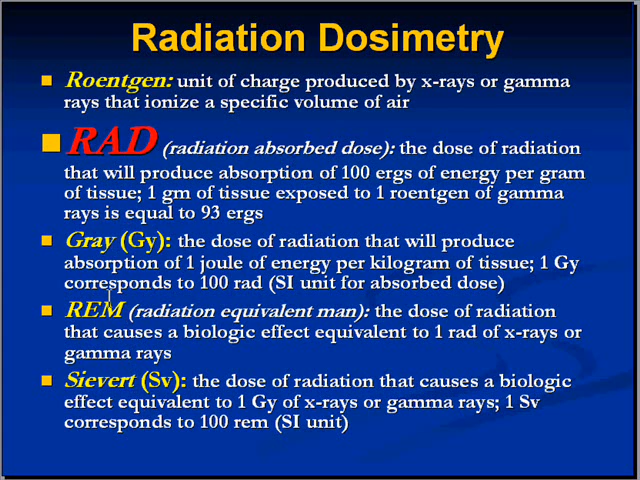 Radiation Dosimetry
Roentgen: unit of charge produced by x-rays or gamma
rays that ionize a specific volume of air
RAD (radiation absorbed dose): the dose of radiation
that will produce absorption of 100 ergs of energy per gram
of tissue; 1 gm of tissue exposed to 1 roentgen of gamma
rays is equal to 93 ergs
Gray (Gy): the dose of radiation that will produce
absorption of 1 joule of energy per kilogram of tissue; 1 Gy
corresponds to 100 rad (SI unit for absorbed dose)
REM (radiation equivalent man): the dose of radiation
that causes a biologic effect equivalent to 1 rad of x-rays or
gamma rays
Sievert (Sv): the dose of radiation that causes a biologic
effect equivalent to 1 Gy of x-rays or gamma rays; 1 Sv
corresponds to 100 rem (SI unit)